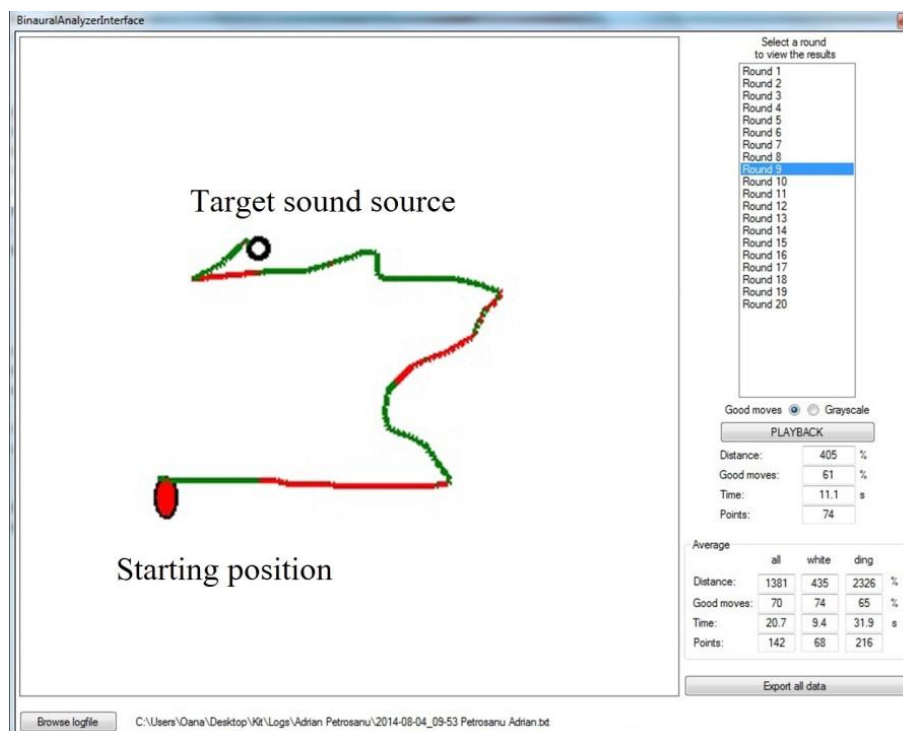 BinauralAnalyzerInterface
Target sound source
Starting position
Select a round
to view the results
Round 1
Round 2
Round 3
Round 4
Round 5
Round 6
Round 7
Round 8
Round 9
Round 10
Round 11
Round 12
Round 13
Round 14
Round 15
Round 16
Round 17
Round 18
Round 19
Round 20
Good moves Grayscale
PLAYBACK
Distance: 405 %
Good moves: 61 %
Time: 11.1 s
Points: 74
Average
all white ding
Distance: 1381 435 2326 %
Good moves: 70 74 65 %
Time: 20.7 9.4 31.9 s
Points: 142 68 216
Export all data
Browse logfile C:\Users\Oana\Desktop\Kit\Logs\Adrian Petrosanu\2014-08-04_09-53 Petrosanu Adrian.txt